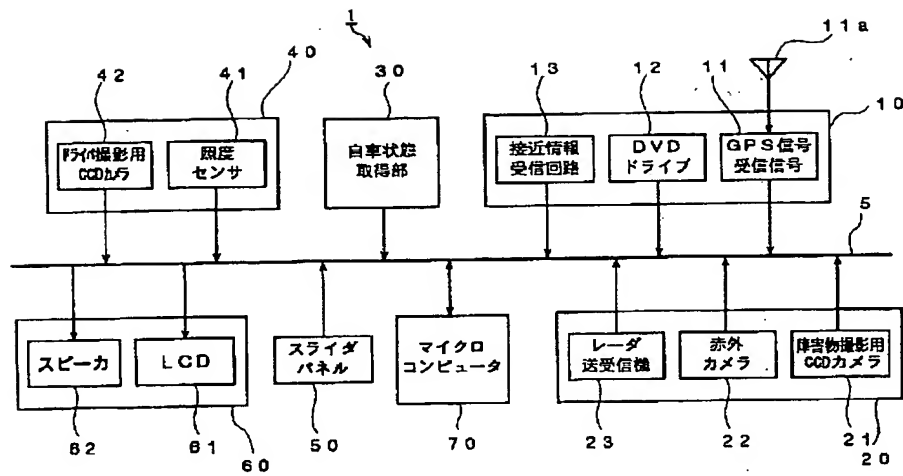 1
11a
42
41
40
30
13
12
11
10
ドライバ撮影用
CCDカメラ
照度
センサ
自車状態
取得部
接近情報
受信回路
DVD
ドライブ
GPS信号
受信信号
5
スピーカ
LCD
スライダ
パネル
マイクロ
コンピュータ
レーダ
送受信機
赤外
カメラ
障害物撮影用
CCDカメラ
62
61
60
50
70
23
22
21
20